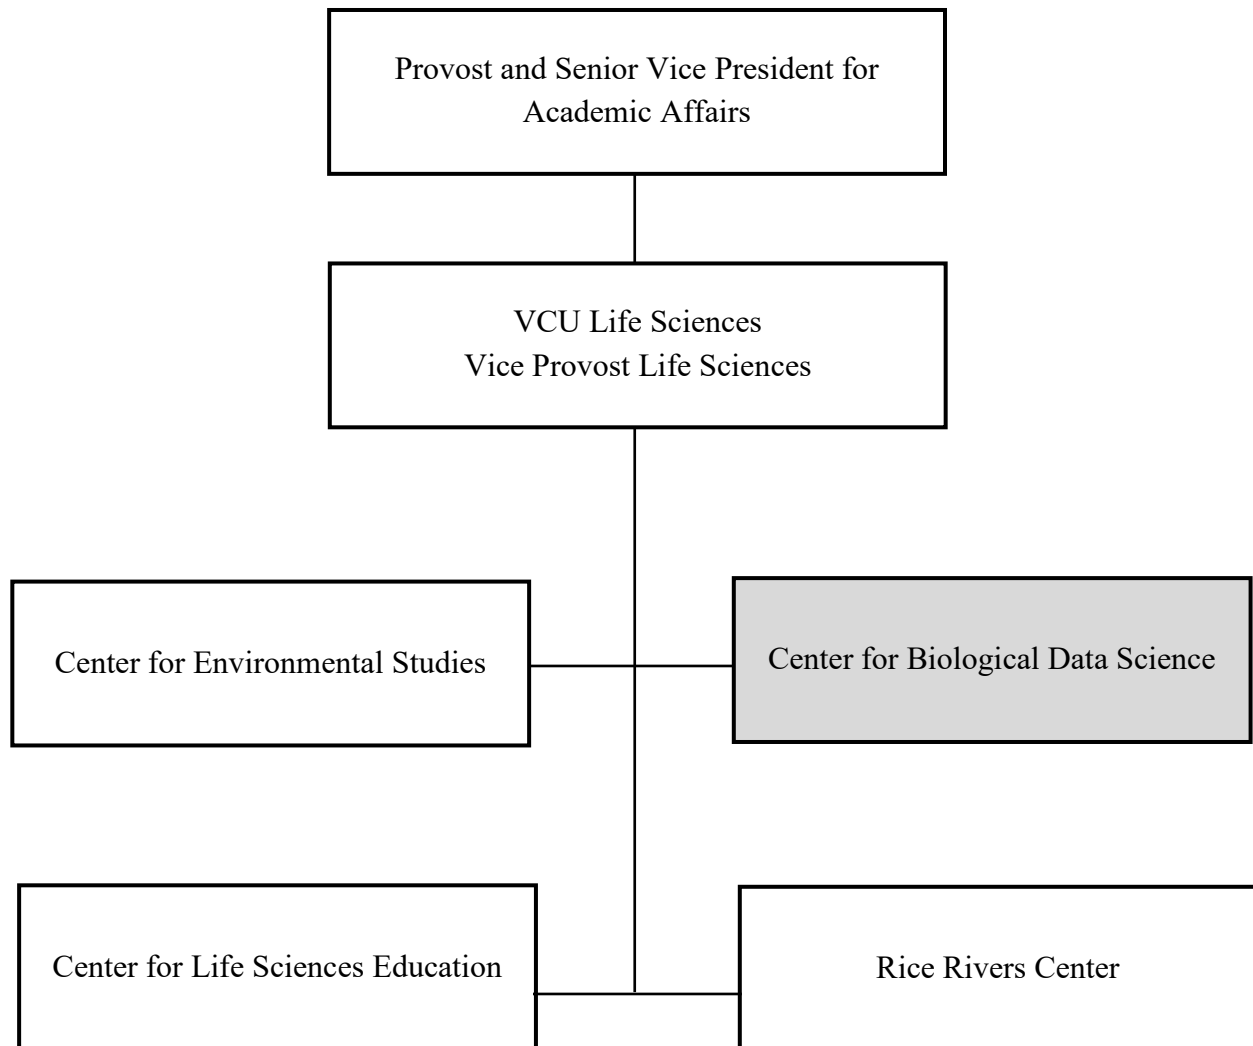 Provost and Senior Vice President for
Academic Affairs
VCU Life Sciences
Vice Provost Life Sciences
Center for Environmental Studies
Center for Biological Data Science
Center for Life Sciences Education
Rice Rivers Center